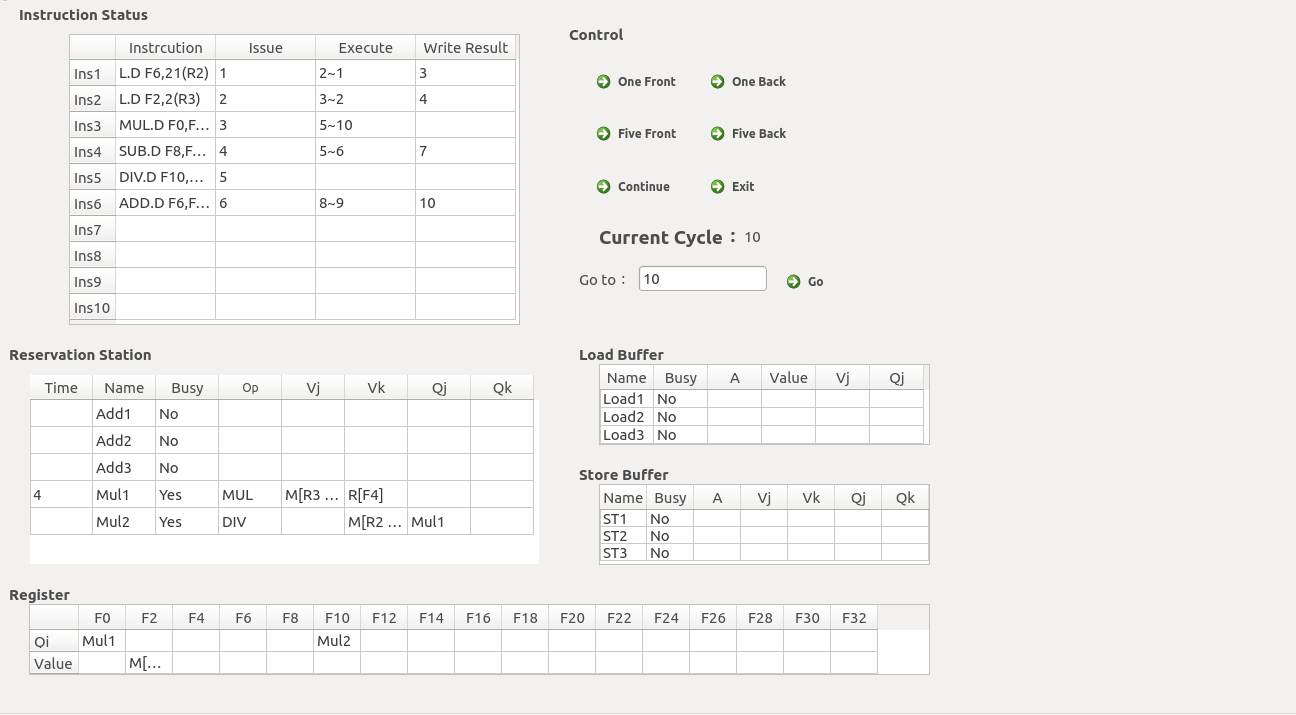 Instruction Status
Instrcution Issue Execute Write Result
Ins1 L.D F6,21(R2) 1 2~1 3
Ins2 L.D F2,2(R3) 2 3~2 4
Ins3 MUL.D F0,F... 3 5~10
Ins4 SUB.D F8,F... 4 5~6 7
Ins5 DIV.D F10,... 5
Ins6 ADD.D F6,F... 6 8~9 10
Ins7
Ins8
Ins9
Ins10
Control
One Front One Back
Five Front Five Back
Continue Exit
Current Cycle : 10
Go to : 10 Go
Reservation Station
Time Name Busy Op Vj Vk Qj Qk
Add1 No
Add2 No
Add3 No
4 Mul1 Yes MUL M[R3 ... R[F4]
Mul2 Yes DIV M[R2 ... Mul1
Load Buffer
Name Busy A Value Vj Qj
Load1 No
Load2 No
Load3 No
Store Buffer
Name Busy A Vj Vk Qj Qk
ST1 No
ST2 No
ST3 No
Register
F0 F2 F4 F6 F8 F10 F12 F14 F16 F18 F20 F22 F24 F26 F28 F30 F32
Qi Mul1 Mul2
Value M[...